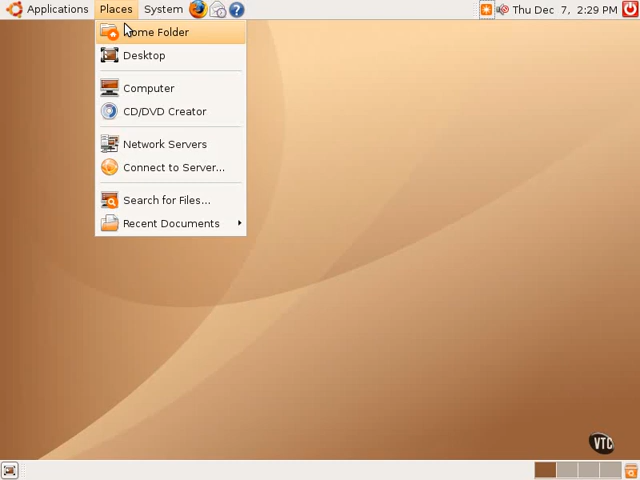 Applications Places System Thu Dec 7, 2:29 PM
Home Folder
Desktop
Computer
CD/DVD Creator
Network Servers
Connect to Server...
Search for Files...
Recent Documents
VTC